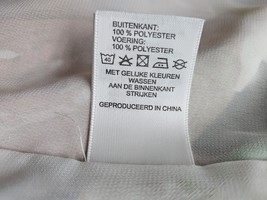 BUITENKANT:
100 % POLYESTER
VOERING:
100 % POLYESTER
40
MET GELIJKE KLEUREN
WASSEN
AAN DE BINNENKANT
STRIJKEN
GEPRODUCEERD IN CHINA